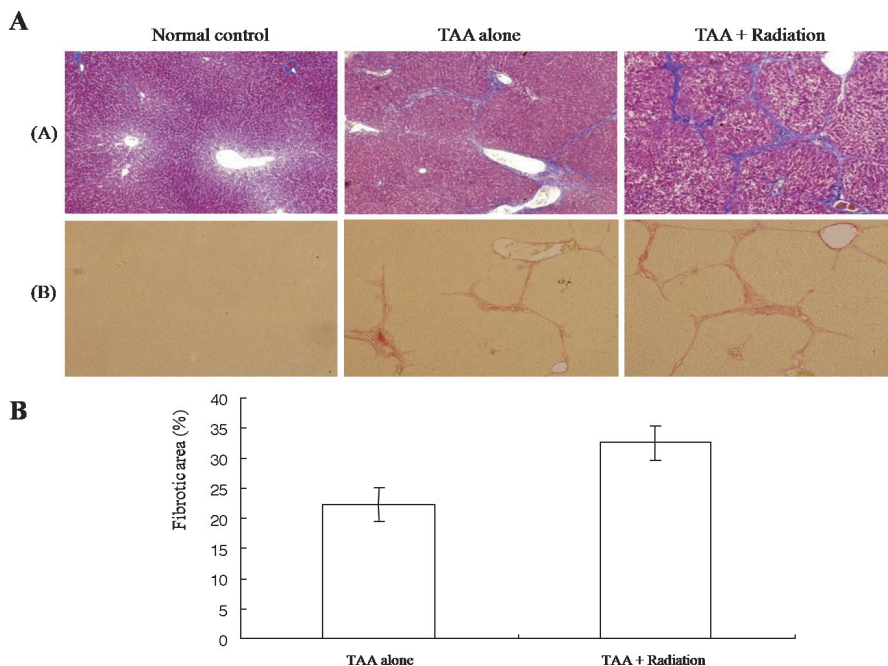 A
Normal control
TAA alone
TAA + Radiation
(A)
(B)
B
Fibrotic area (%)
40
35
30
25
20
15
10
5
0
TAA alone
TAA + Radiation